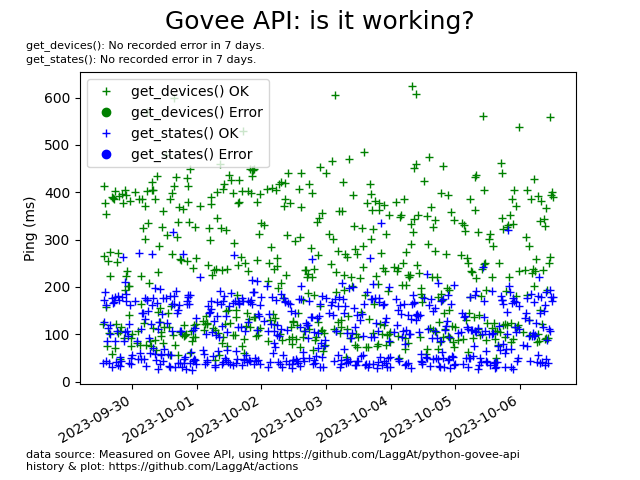 Govee API: is it working?
get_devices(): No recorded error in 7 days.
get_states(): No recorded error in 7 days.
get_devices() OK
get_devices() Error
get_states() OK
get_states() Error
Ping (ms)
600
500
400
300
200
100
0
2023-09-30
2023-10-01
2023-10-02
2023-10-03
2023-10-04
2023-10-05
2023-10-06
data source: Measured on Govee API, using https://github.com/LaggAt/python-govee-api
history & plot: https://github.com/LaggAt/actions